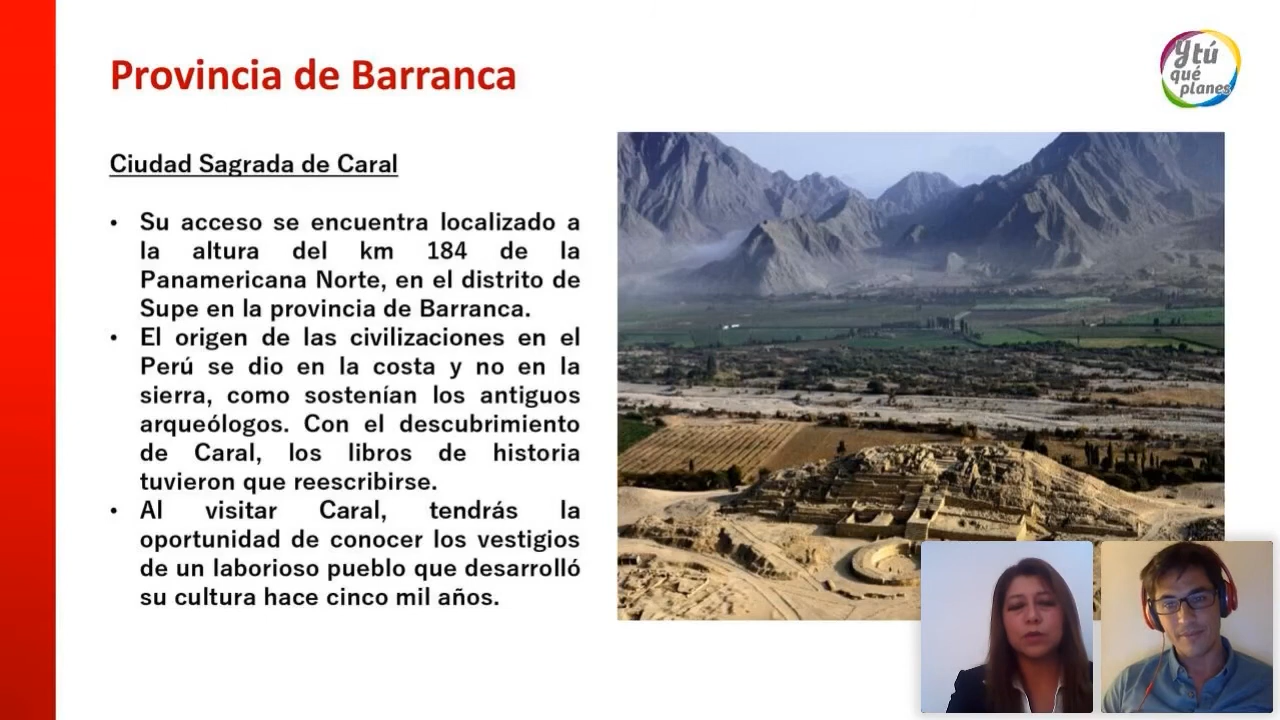 Provincia de Barranca
Ytú
qué
planes
Ciudad Sagrada de Caral
• Su acceso se encuentra localizado a
la altura del km 184 de la
Panamericana Norte, en el distrito de
Supe en la provincia de Barranca.
• El origen de las civilizaciones en el
Perú se dio en la costa y no en la
sierra, como sostenían los antiguos
arqueólogos. Con el descubrimiento
de Caral, los libros de historia
tuvieron que reescribirse.
• Al visitar Caral, tendrás la
oportunidad de conocer los vestigios
de un laborioso pueblo que desarrolló
su cultura hace cinco mil años.